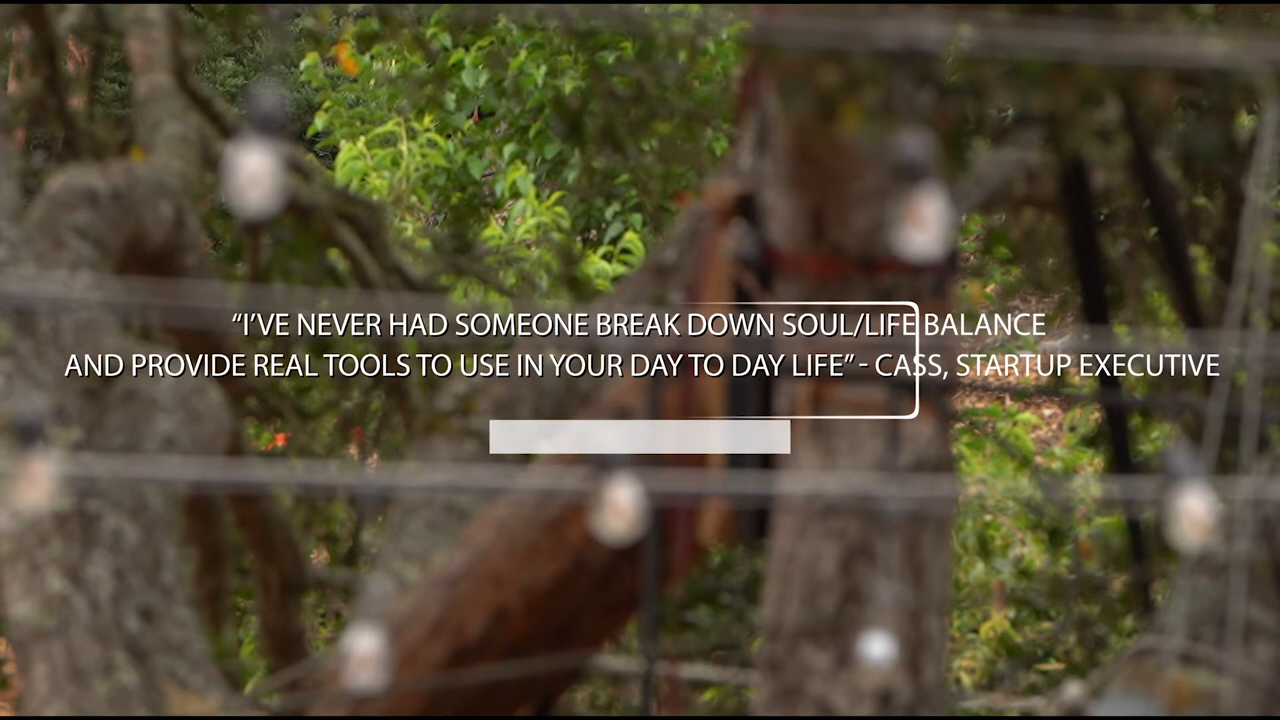 “I’VE NEVER HAD SOMEONE BREAK DOWN SOUL/LIFE BALANCE
AND PROVIDE REAL TOOLS TO USE IN YOUR DAY TO DAY LIFE” - CASS, STARTUP EXECUTIVE